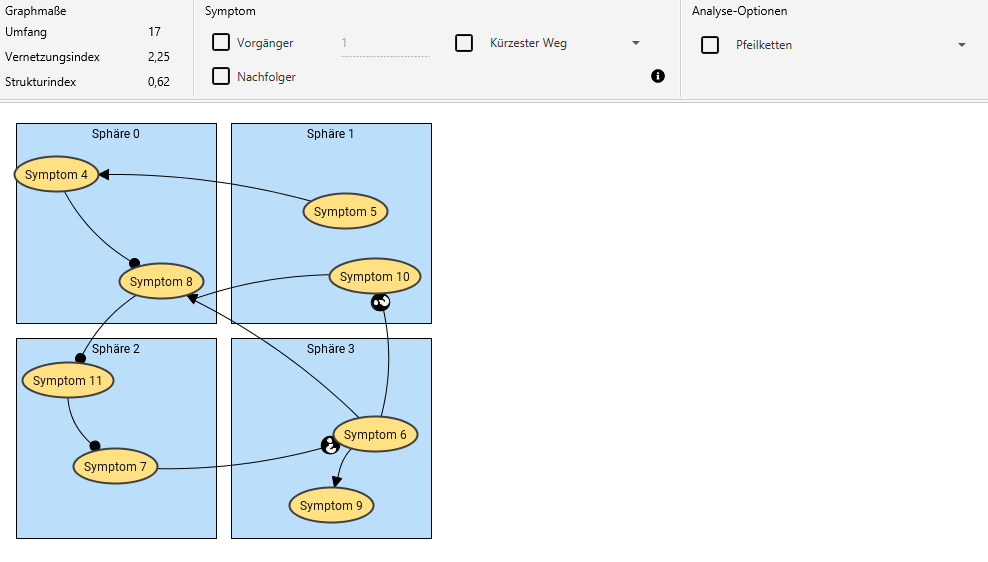 Graphmaße
Umfang 17
Vernetzungsindex 2,25
Strukturindex 0,62
Symptom
Vorgänger 1
Kürzester Weg
Nachfolger
Analyse-Optionen
Pfeilketten
Sphäre 0
Symptom 4
Symptom 8
Sphäre 1
Symptom 5
Symptom 10
Sphäre 2
Symptom 11
Symptom 7
Sphäre 3
Symptom 6
Symptom 9